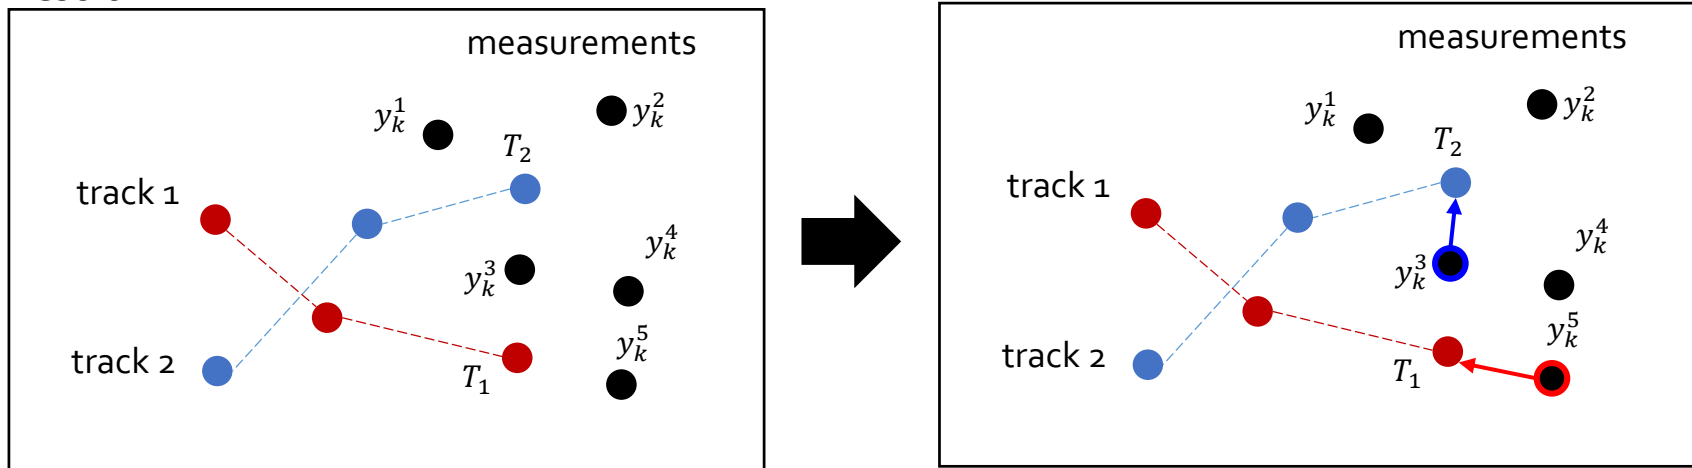 measurements
y_k^1
y_k^2
T_2
track 1
y_k^4
y_k^3
y_k^5
track 2
T_1
measurements
y_k^1
y_k^2
T_2
track 1
y_k^4
y_k^3
y_k^5
track 2
T_1